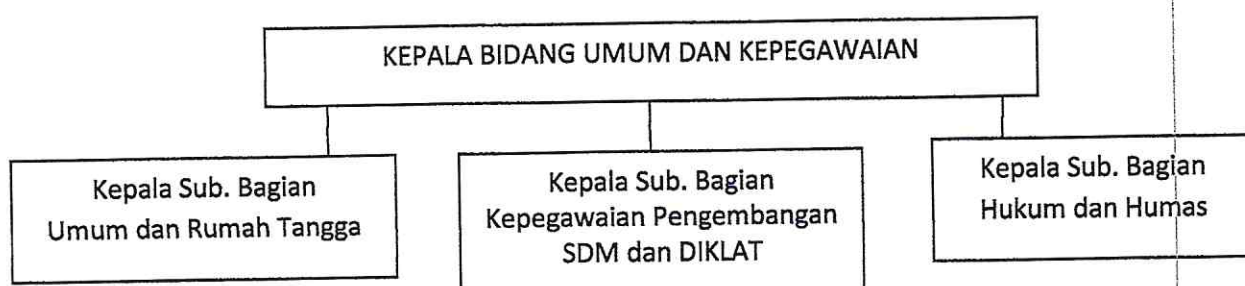 KEPALA BIDANG UMUM DAN KEPEGAWAIAN
Kepala Sub. Bagian
Umum dan Rumah Tangga
Kepala Sub. Bagian
Kepegawaian Pengembangan
SDM dan DIKLAT
Kepala Sub. Bagian
Hukum dan Humas